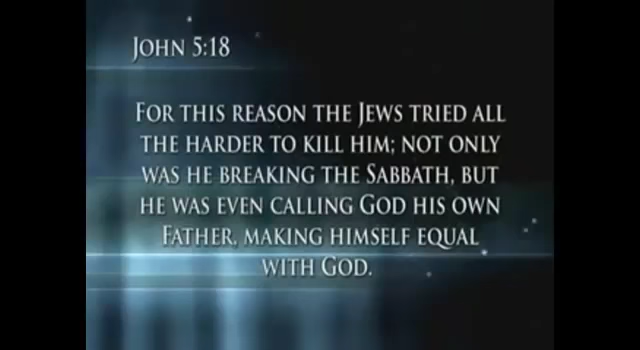 John 5:18
For this reason the Jews tried all
the harder to kill him; not only
was he breaking the Sabbath, but
he was even calling God his own
Father, making himself equal
with God.